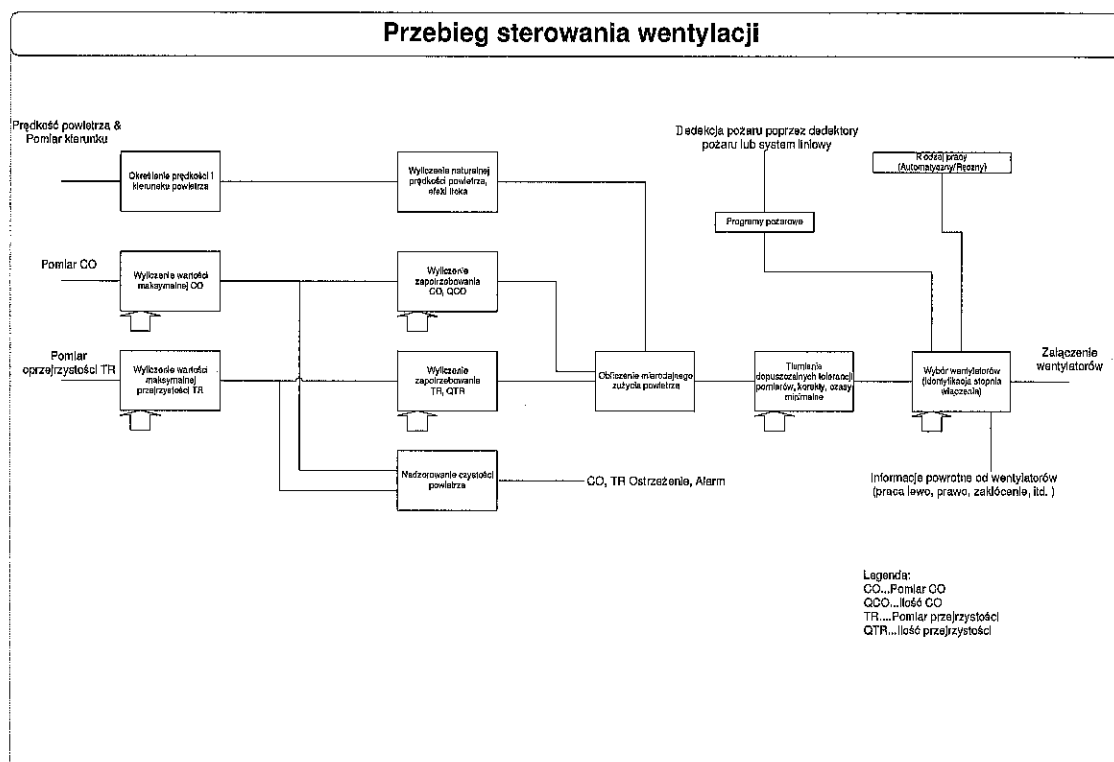 Przebieg sterowania wentylacji
Prędkość powietrza &
Pomiar kierunku
Określenie prędkości i
kierunku powietrza
Wyliczenie naturalnej
prędkości powietrza,
efekt tłoka
Dedekcja pożaru poprzez dedektory
pożaru lub system liniowy
Rodzaj pracy
(Automatyczny/Ręczny)
Programy pożarowe
Pomiar CO
Wyliczenie wartości
maksymalnej CO
Wyliczenie
zapotrzebowania
CO, QCO
Pomiar
oprzejrzystości TR
Wyliczenie wartości
maksymalnej
przejrzystości TR
Wyliczenie
zapotrzebowania
TR, QTR
Obliczenie miarodajnego
zużycia powietrza
Tłumienie
dopuszczalnych tolerancji
pomiarów, korekty, czasy
minimalne
Wybór wentylatorów
(Identyfikacja stopnia
włączenia)
Załączenie
wentylatorów
Nadzorowanie czystości
powietrza
CO, TR Ostrzeżenie, Alarm
Informacje powrotne od wentylatorów
(praca lewo, prawo, zakłócenie, itd. )
Legenda:
CO...Pomiar CO
QCO...Ilość CO
TR....Pomiar przejrzystości
QTR...Ilość przejrzystości